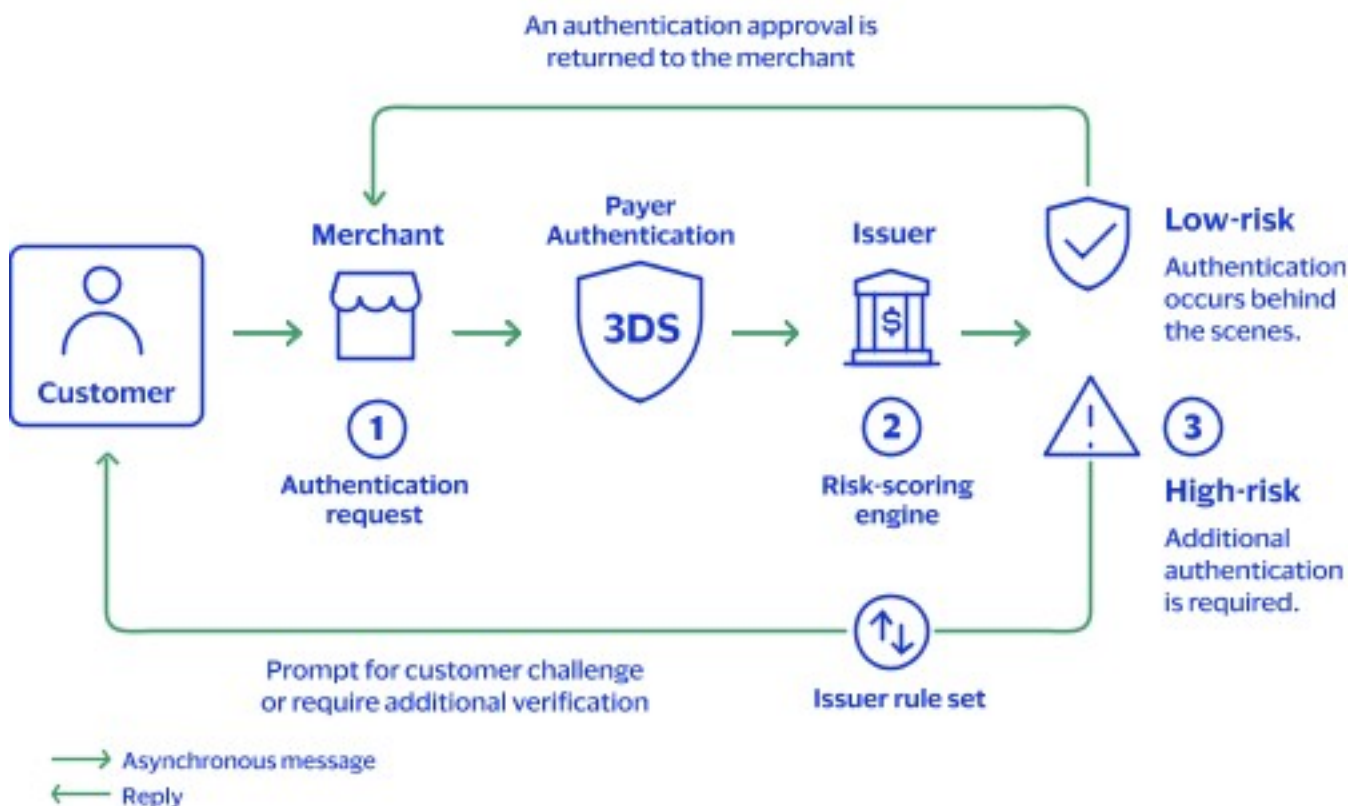 An authentication approval is
returned to the merchant
Customer
Merchant
1
Authentication
request
Payer
Authentication
3DS
Issuer
$
2
Risk-scoring
engine
Low-risk
Authentication
occurs behind
the scenes.
3
High-risk
Additional
authentication
is required.
Issuer rule set
Prompt for customer challenge
or require additional verification
Asynchronous message
Reply